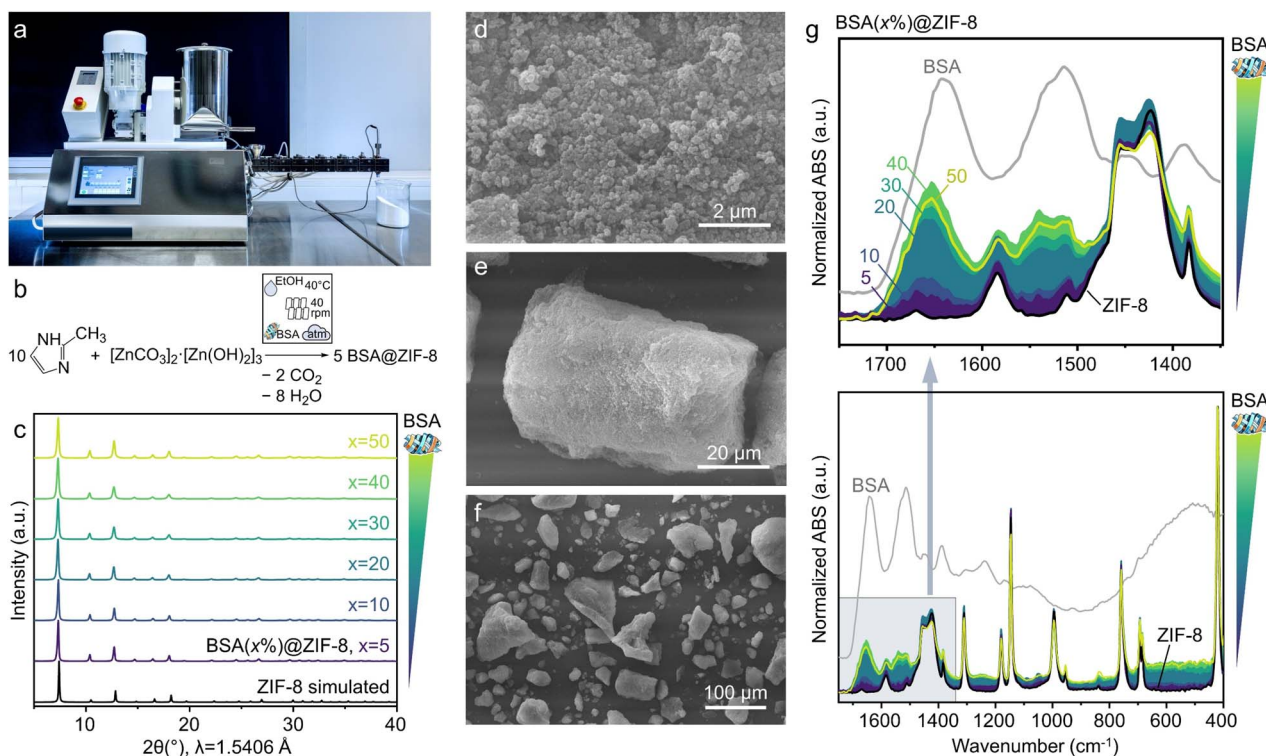 a
b
EtOH
40°C
40
rpm
BSA
atm
10
NH
N
CH₃
+ [ZnCO₃]₂·[Zn(OH)₂]₃
5 BSA@ZIF-8
− 2 CO₂
− 8 H₂O
c
BSA
x=50
x=40
x=30
x=20
x=10
BSA(x%)@ZIF-8, x=5
ZIF-8 simulated
Intensity (a.u.)
10
20
30
40
2θ(°), λ=1.5406 Å
d
2 µm
e
20 µm
f
100 µm
g
BSA(x%)@ZIF-8
BSA
BSA
40
50
30
20
10
5
ZIF-8
Normalized ABS (a.u.)
1700
1600
1500
1400
BSA
BSA
ZIF-8
Normalized ABS (a.u.)
1600
1400
1200
1000
800
600
400
Wavenumber (cm⁻¹)